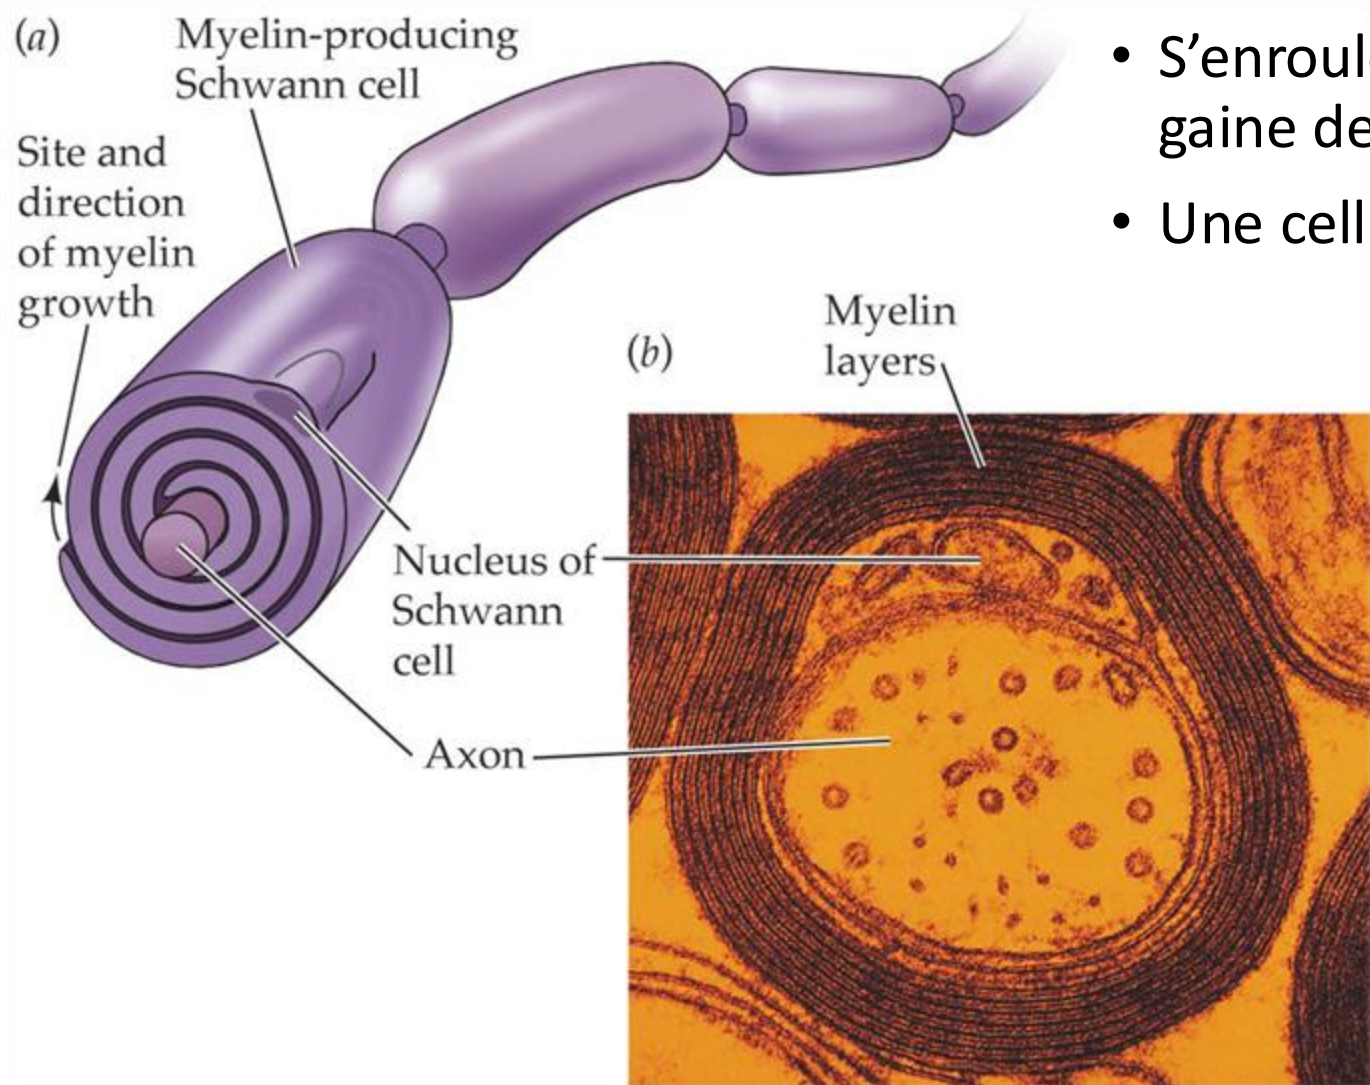 (a)
Myelin-producing
Schwann cell
Site and
direction
of myelin
growth
• S’enroul
gaine de
• Une cell
(b)
Myelin
layers
Nucleus of
Schwann
cell
Axon